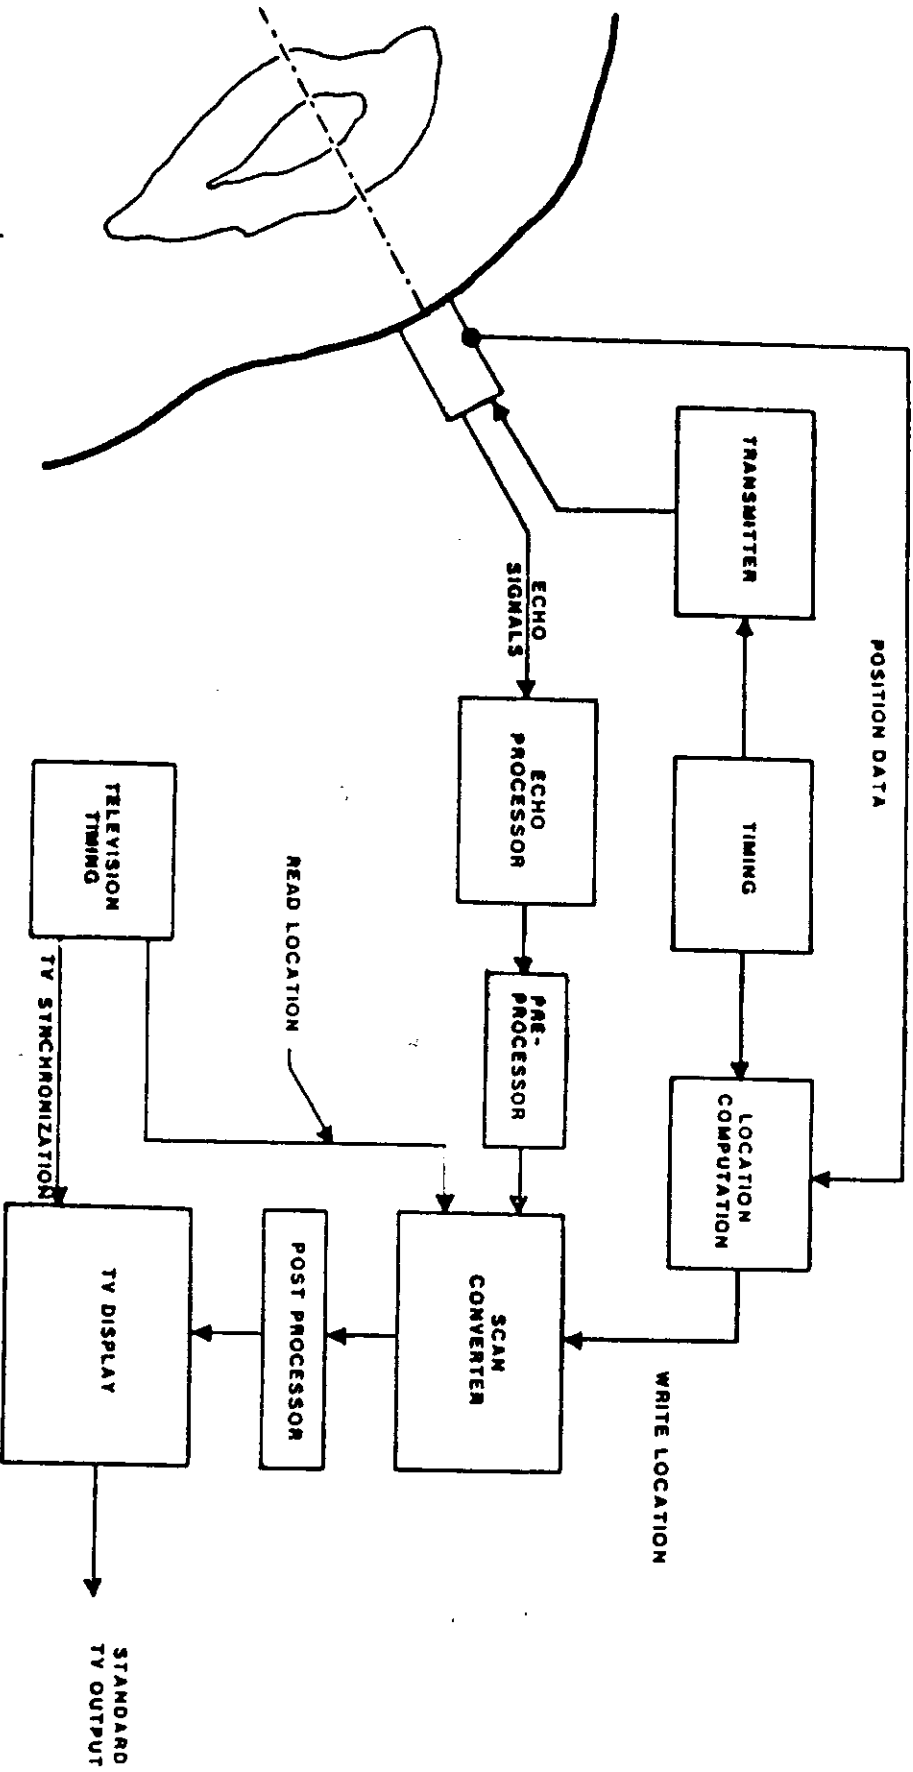 POSITION DATA
TRANSMITTER
TIMING
LOCATION
COMPUTATION
WRITE LOCATION
ECHO
SIGNALS
ECHO
PROCESSOR
PRE-
PROCESSOR
SCAN
CONVERTER
READ LOCATION
POST PROCESSOR
TELEVISION
TIMING
TV SYNCHRONIZATION
TV DISPLAY
STANDARD
TV OUTPUT